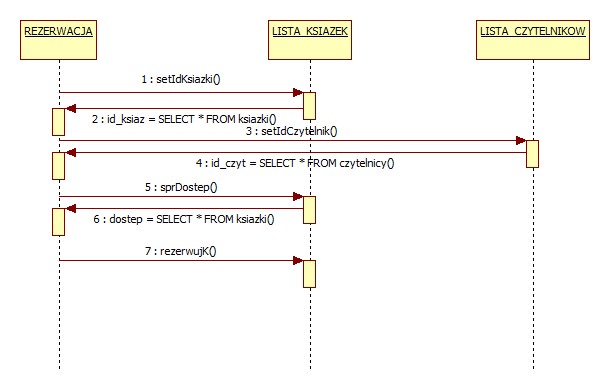 REZERWACJA
LISTA_KSIAZEK
LISTA_CZYTELNIKOW
1 : setIdKsiazki()
2 : id_ksiaz = SELECT * FROM ksiazki()
3 : setIdCzytelnik()
4 : id_czyt = SELECT * FROM czytelnicy()
5 : sprDostep()
6 : dostep = SELECT * FROM ksiazki()
7 : rezerwujK()